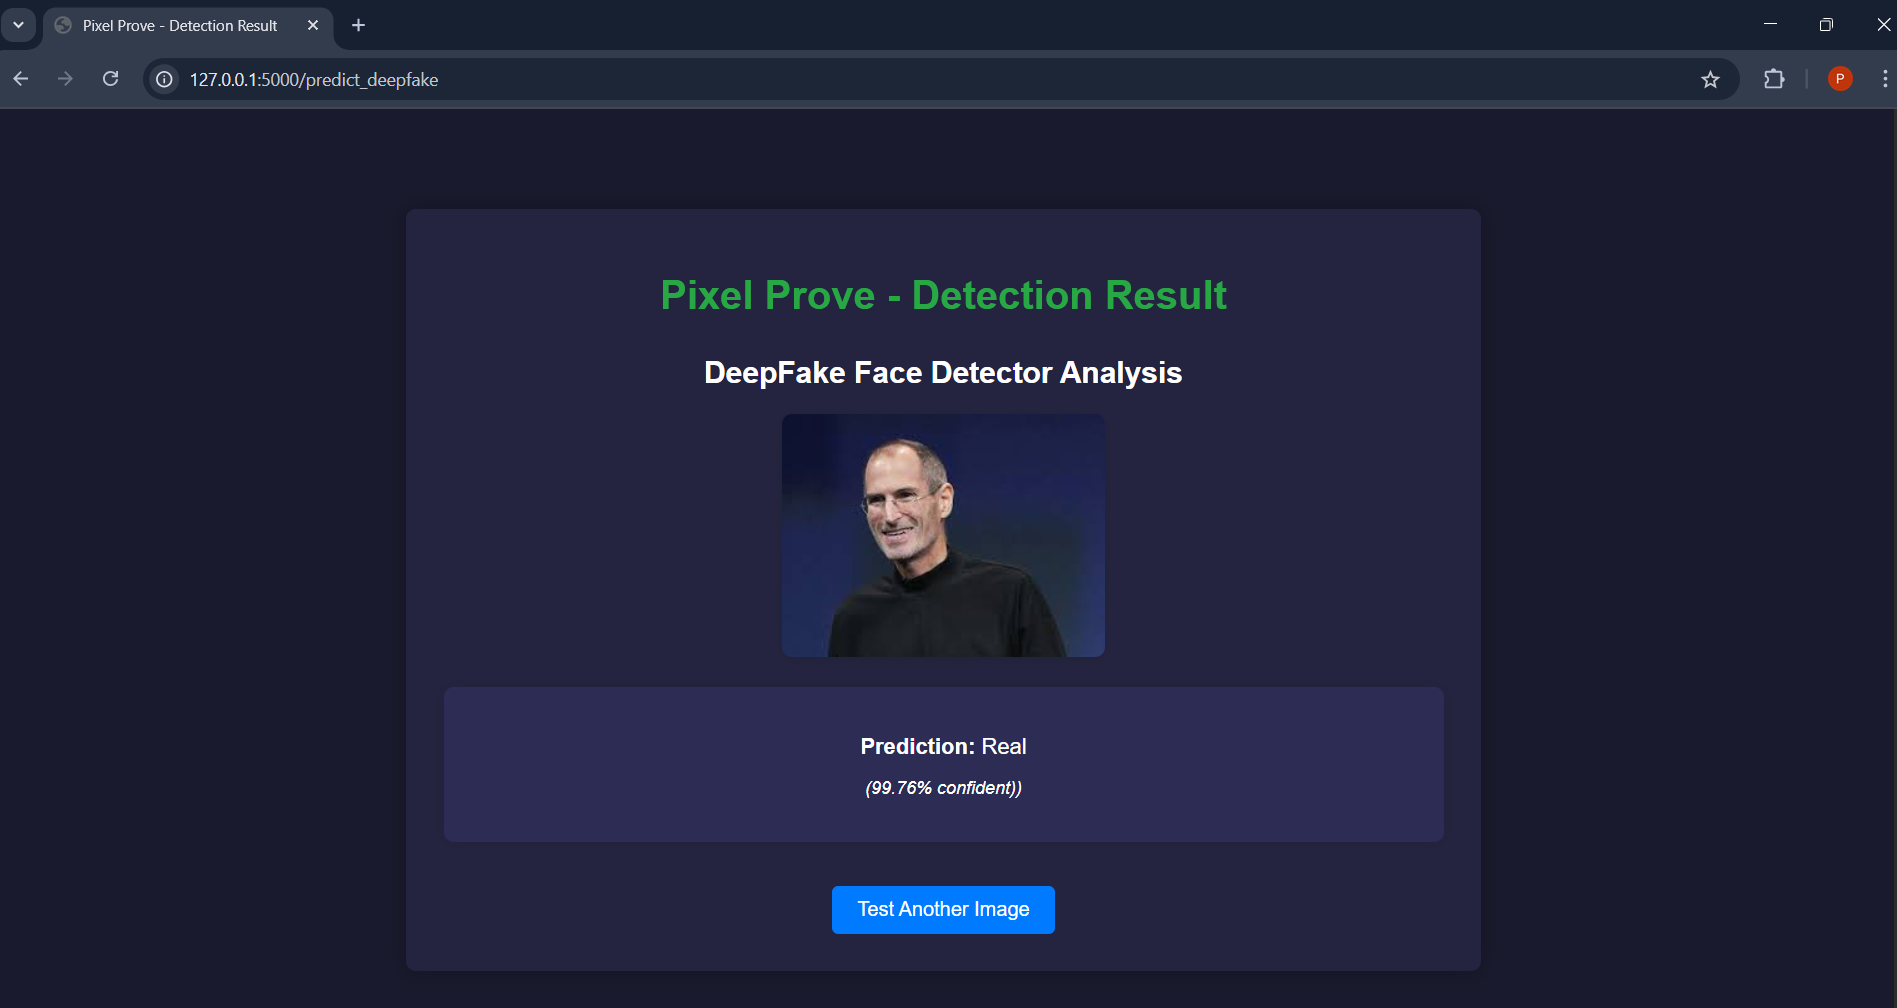 Pixel Prove - Detection Result
127.0.0.1:5000/predict_deepfake
P
Pixel Prove - Detection Result
DeepFake Face Detector Analysis
Prediction: Real
(99.76% confident))
Test Another Image